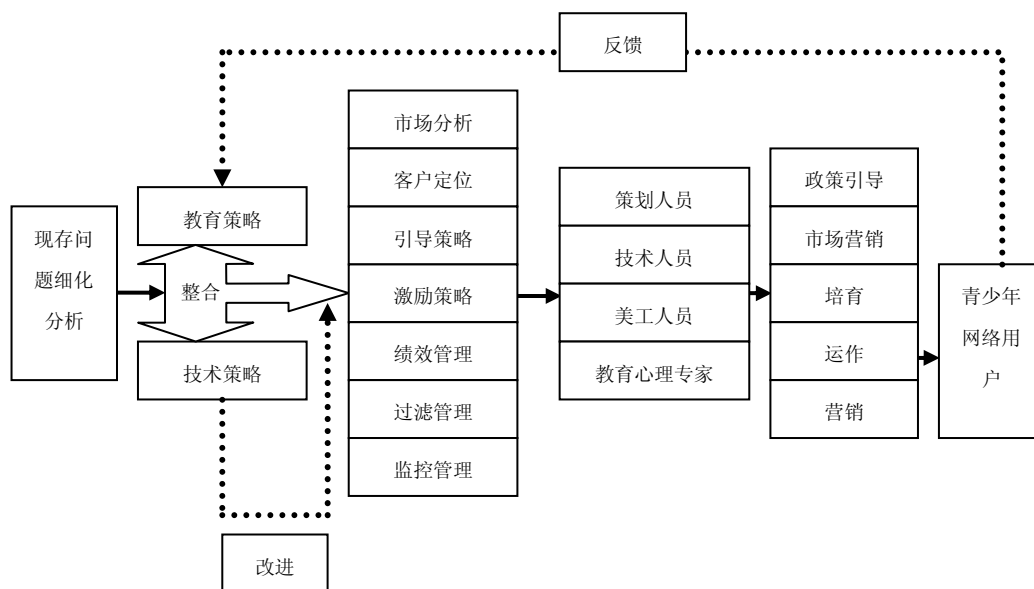 反馈
市场分析
客户定位
引导策略
激励策略
绩效管理
过滤管理
监控管理
策划人员
技术人员
美工人员
教育心理专家
政策引导
市场营销
培育
运作
营销
教育策略
整合
技术策略
现存问
题细化
分析
青少年
网络用
户
改进